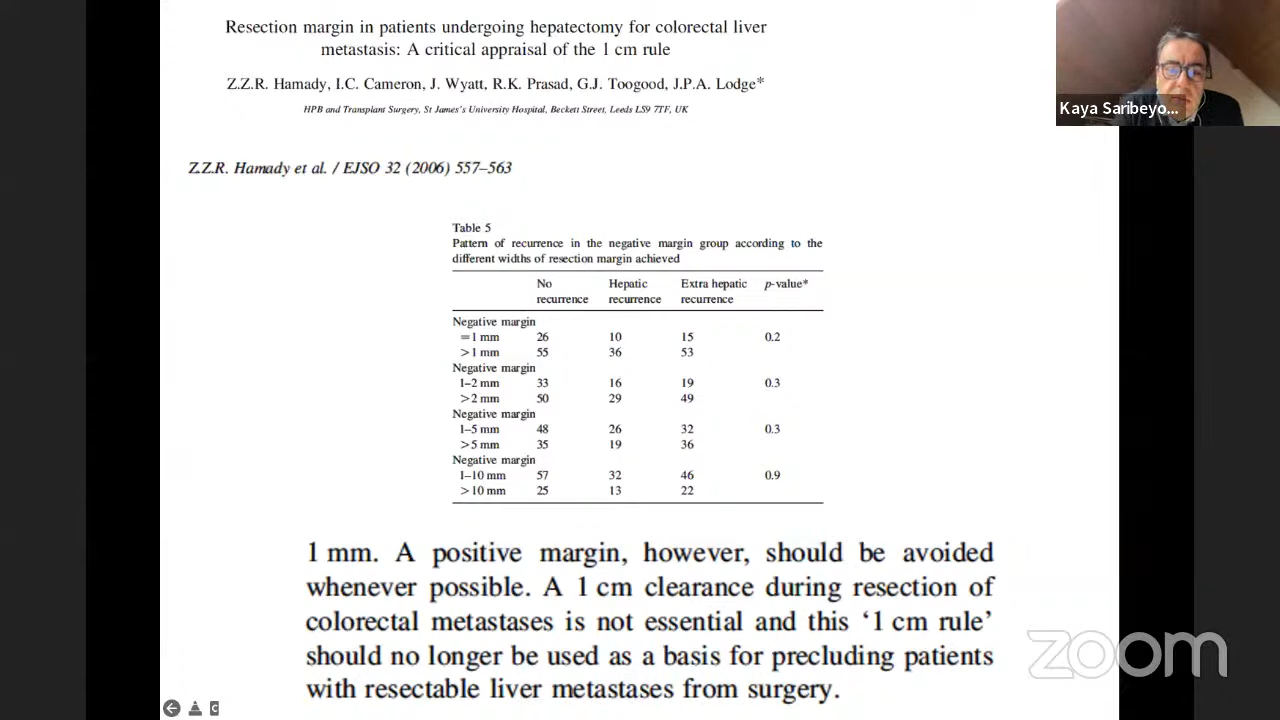 Resection margin in patients undergoing hepatectomy for colorectal liver
metastasis: A critical appraisal of the 1 cm rule
Z.Z.R. Hamady, I.C. Cameron, J. Wyatt, R.K. Prasad, G.J. Toogood, J.P.A. Lodge*
HPB and Transplant Surgery, St James's University Hospital, Beckett Street, Leeds LS9 7TF, UK
Kaya Saribeyo...
Z.Z.R. Hamady et al. / EJSO 32 (2006) 557–563
Table 5
Pattern of recurrence in the negative margin group according to the
different widths of resection margin achieved
No Hepatic Extra hepatic p-value*
recurrence recurrence recurrence
Negative margin
=1 mm 26 10 15 0.2
>1 mm 55 36 53
Negative margin
1–2 mm 33 16 19 0.3
>2 mm 50 29 49
Negative margin
1–5 mm 48 26 32 0.3
>5 mm 35 19 36
Negative margin
1–10 mm 57 32 46 0.9
>10 mm 25 13 22
1 mm. A positive margin, however, should be avoided
whenever possible. A 1 cm clearance during resection of
colorectal metastases is not essential and this ‘1 cm rule’
should no longer be used as a basis for precluding patients
with resectable liver metastases from surgery.
zoom